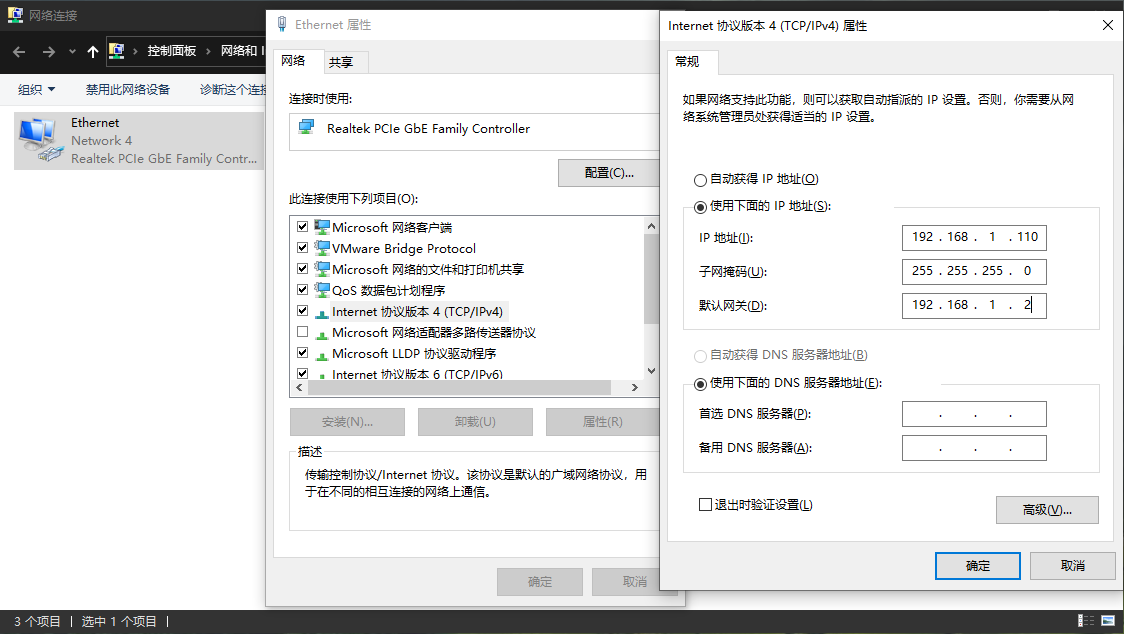 网络连接
控制面板 › 网络和 I
组织
禁用此网络设备
诊断这个连接
Ethernet
Network 4
Realtek PCIe GbE Family Contr...
3 个项目
选中 1 个项目
Ethernet 属性
网络
共享
连接时使用:
Realtek PCIe GbE Family Controller
配置(C)...
此连接使用下列项目(O):
Microsoft 网络客户端
VMware Bridge Protocol
Microsoft 网络的文件和打印机共享
QoS 数据包计划程序
Internet 协议版本 4 (TCP/IPv4)
Microsoft 网络适配器多路传送器协议
Microsoft LLDP 协议驱动程序
Internet 协议版本 6 (TCP/IPv6)
安装(N)...
卸载(U)
属性(R)
描述
传输控制协议/Internet 协议。该协议是默认的广域网络协议，用
于在不同的相互连接的网络上通信。
确定
取消
Internet 协议版本 4 (TCP/IPv4) 属性
常规
如果网络支持此功能，则可以获取自动指派的 IP 设置。否则，你需要从网
络系统管理员处获得适当的 IP 设置。
自动获得 IP 地址(O)
使用下面的 IP 地址(S):
IP 地址(I):
192 . 168 . 1 . 110
子网掩码(U):
255 . 255 . 255 . 0
默认网关(D):
192 . 168 . 1 . 2
自动获得 DNS 服务器地址(B)
使用下面的 DNS 服务器地址(E):
首选 DNS 服务器(P):
. . .
备用 DNS 服务器(A):
. . .
退出时验证设置(L)
高级(V)...
确定
取消